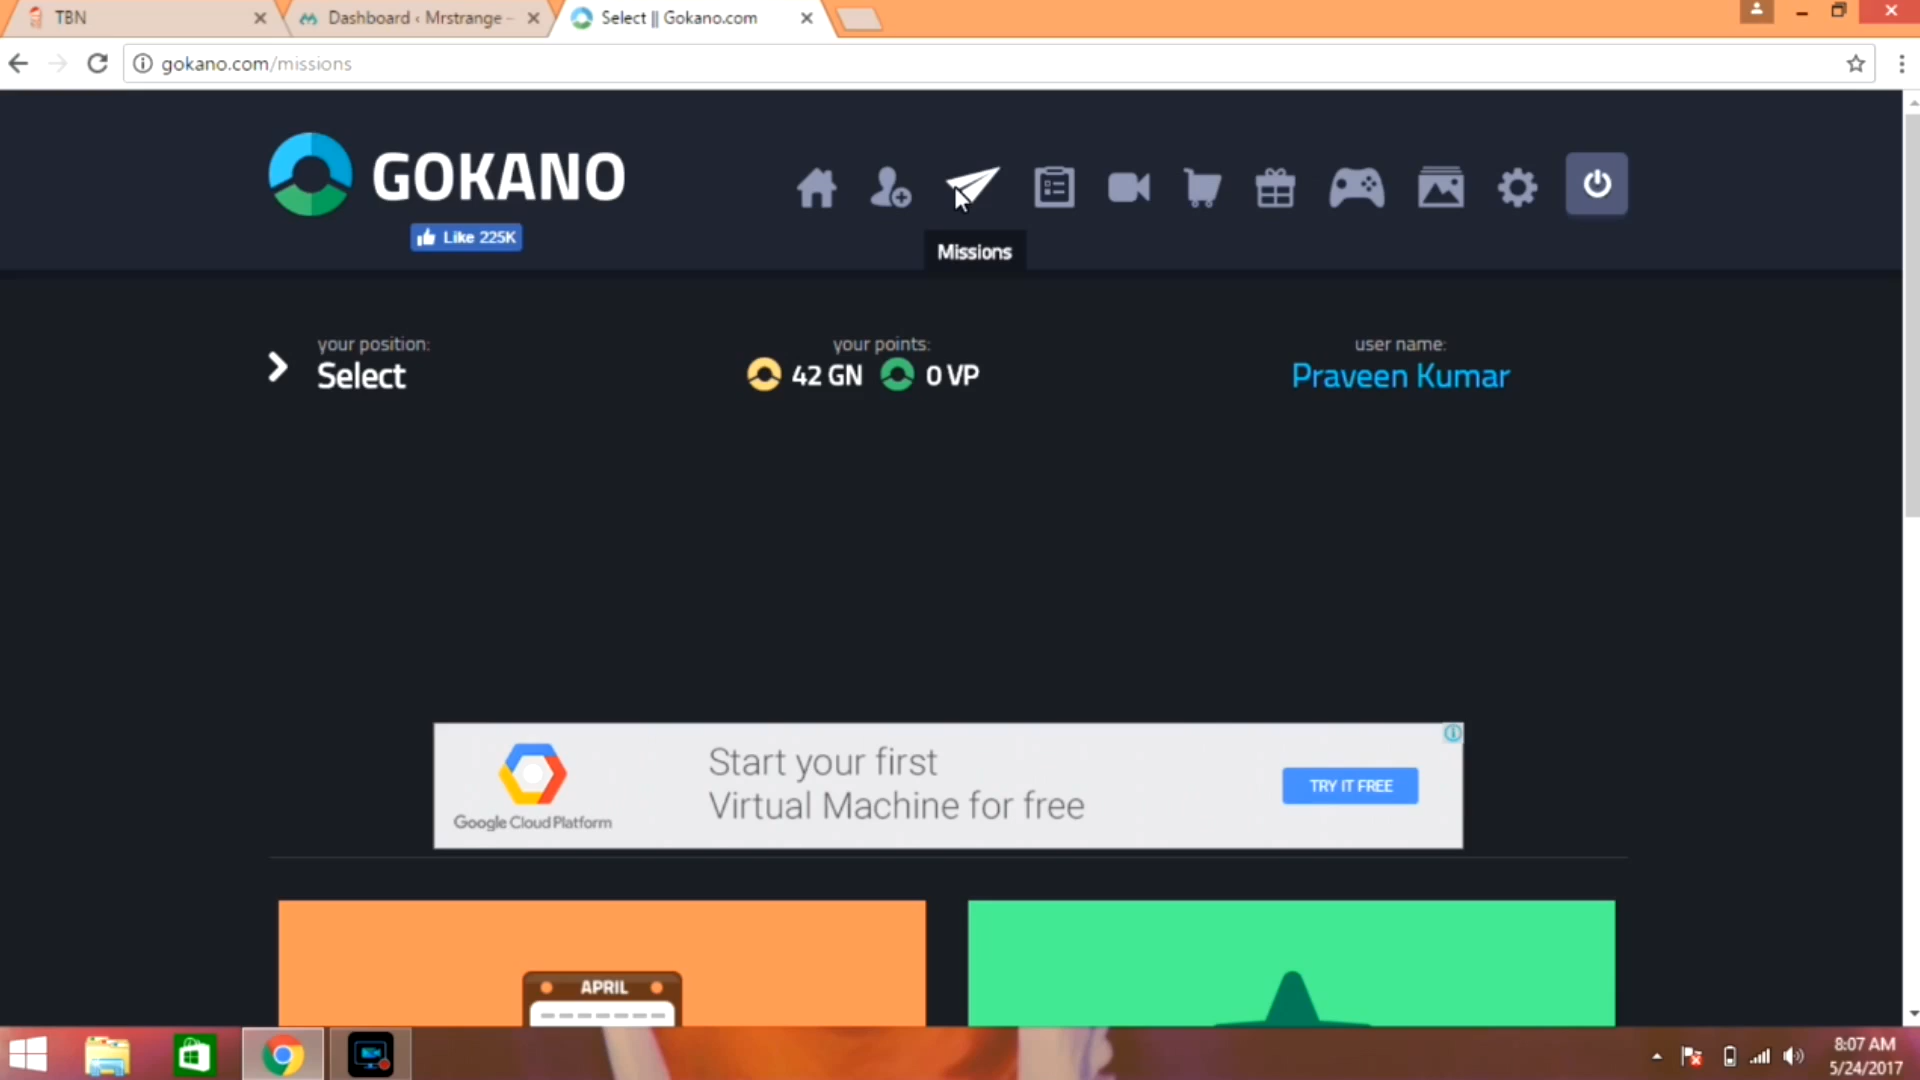 TBN
Dashboard ‹ Mrstrange –
Select || Gokano.com
gokano.com/missions
GOKANO
Like 225K
Missions
your position:
Select
your points:
42 GN 0 VP
user name:
Praveen Kumar
Google Cloud Platform
Start your first
Virtual Machine for free
TRY IT FREE
APRIL
8:07 AM
5/24/2017